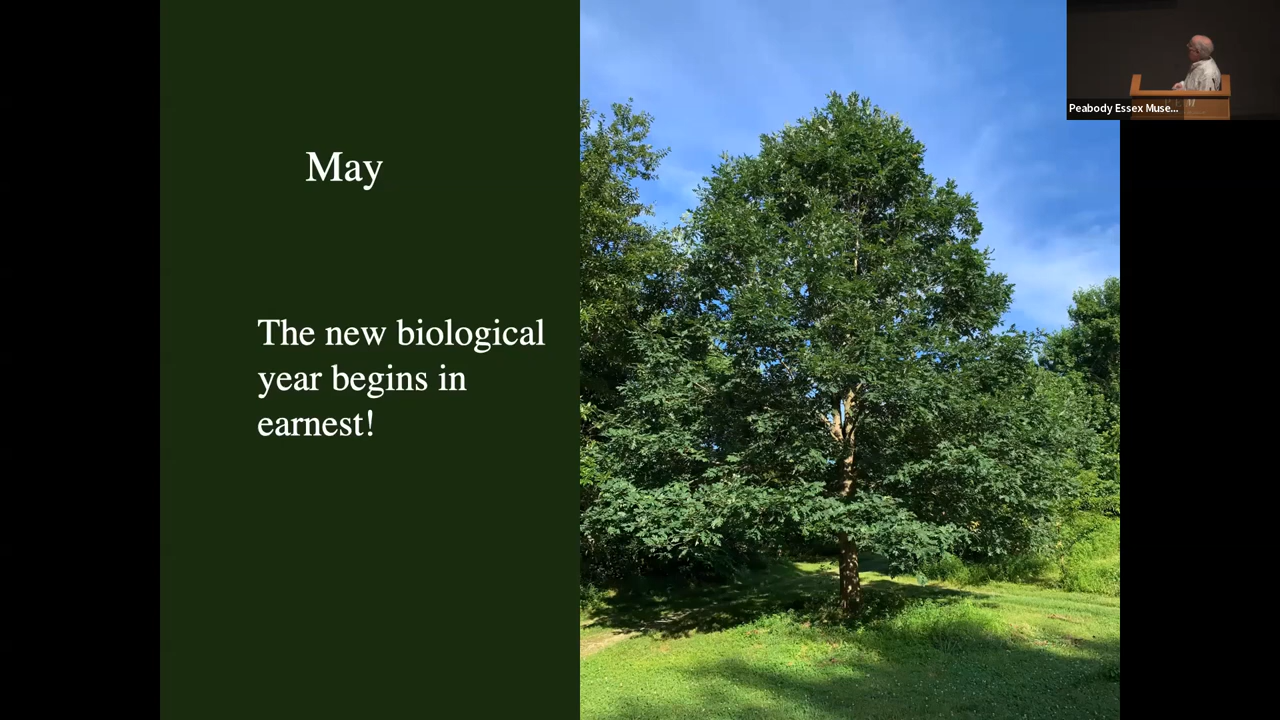 May
The new biological
year begins in
earnest!
Peabody Essex Muse...